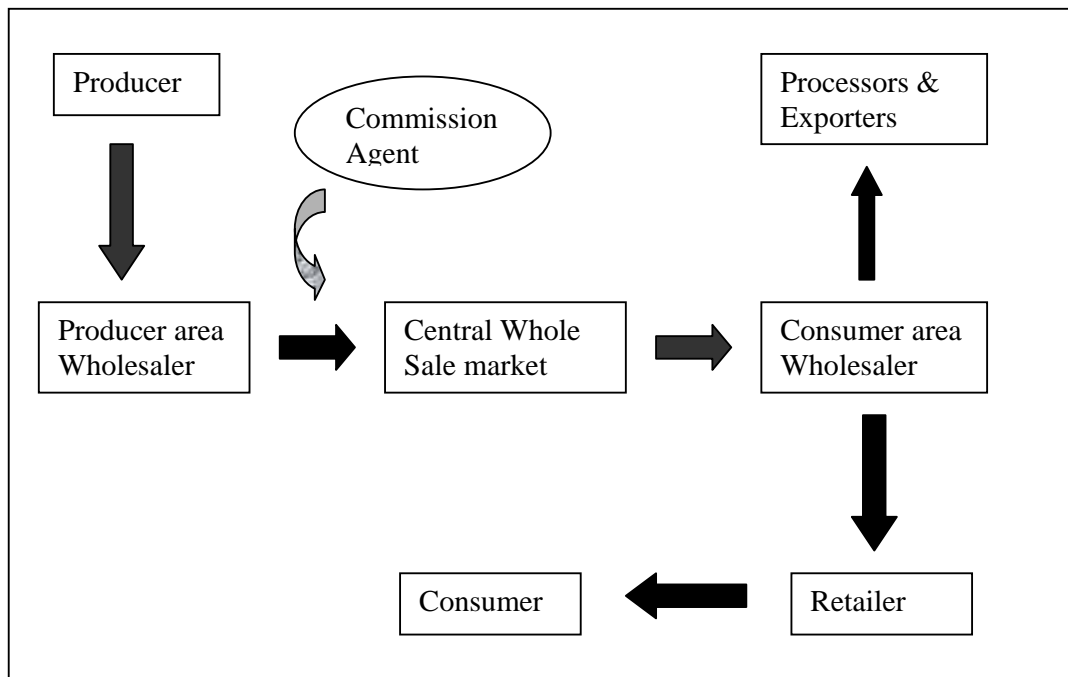 Producer
Commission
Agent
Processors &
Exporters
Producer area
Wholesaler
Central Whole
Sale market
Consumer area
Wholesaler
Consumer
Retailer